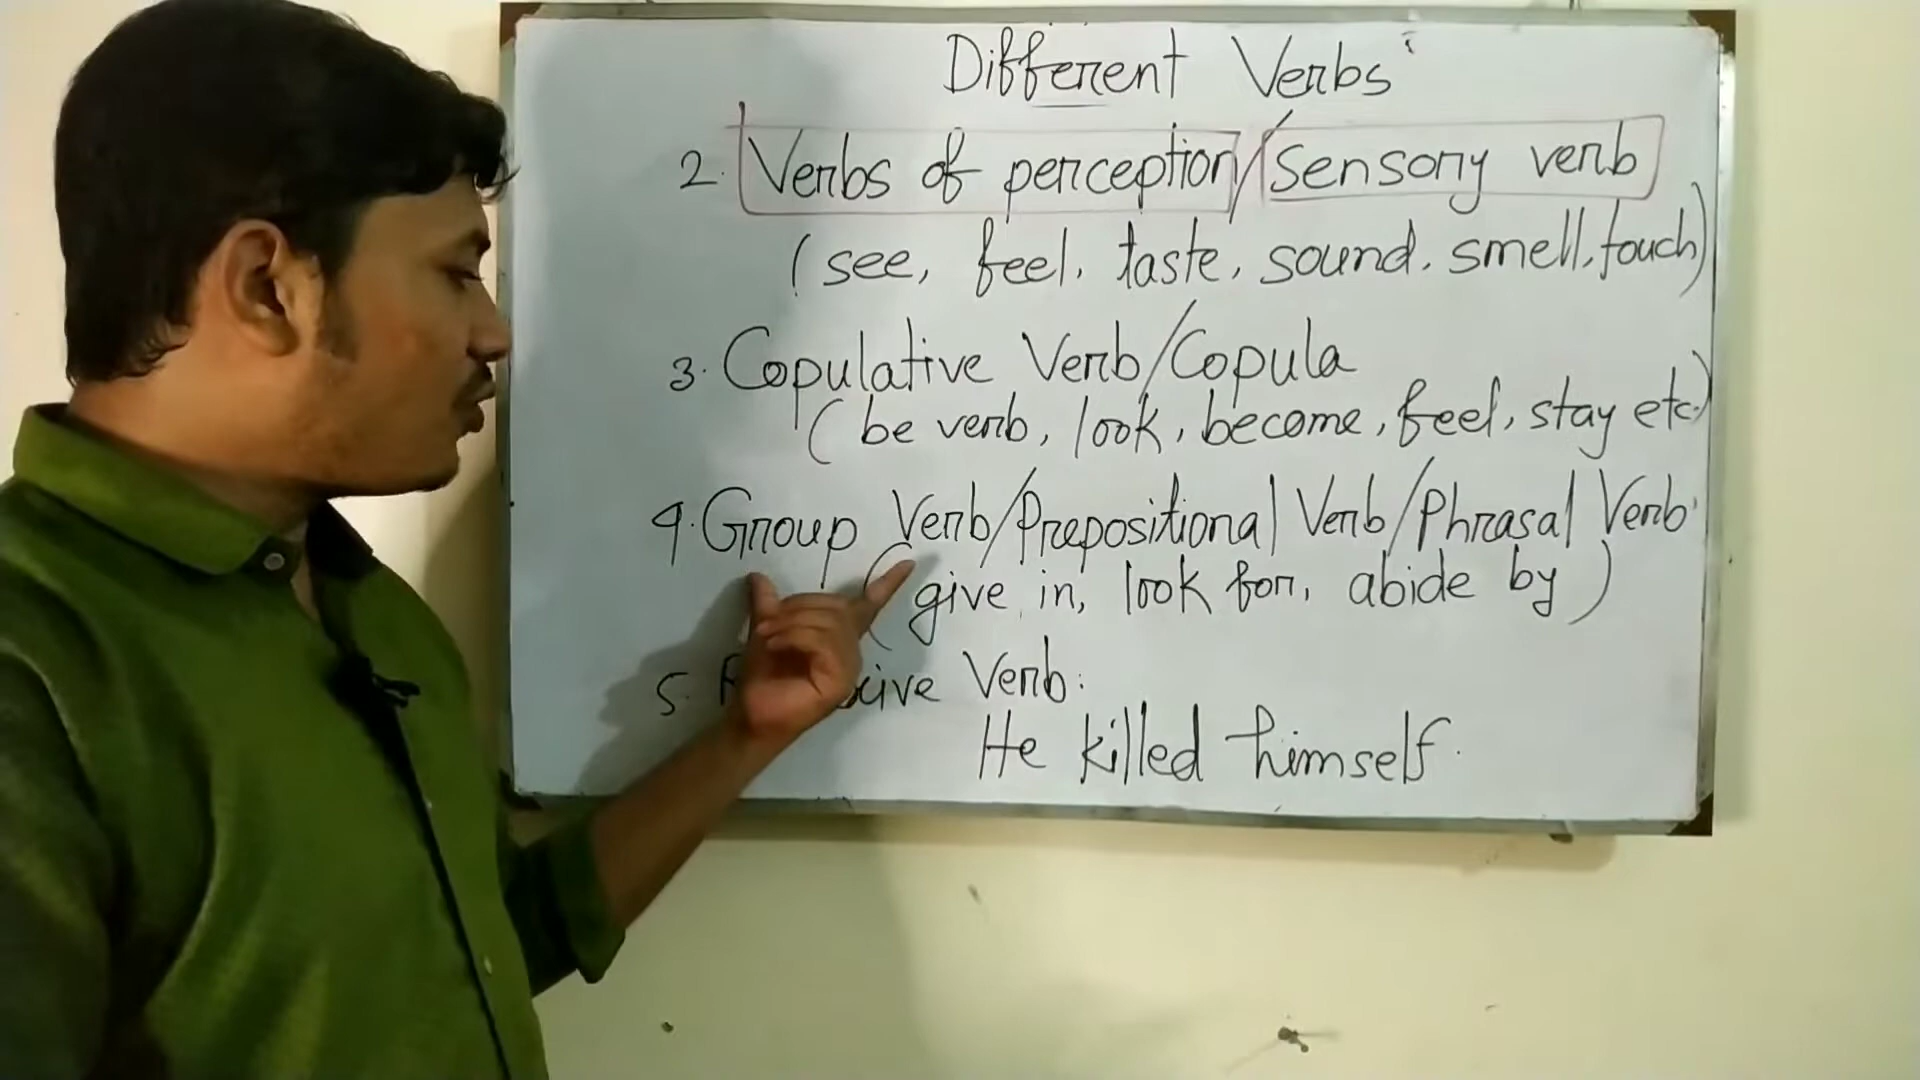 Different Verbs
2. Verbs of perception/Sensory verb
(see, feel, taste, sound, smell, touch)
3. Copulative Verb/Copula
(be verb, look, become, feel, stay etc.)
4. Group Verb/Prepositional Verb/Phrasal Verb
(give in, look for, abide by)
5. Verb:
He killed himself.